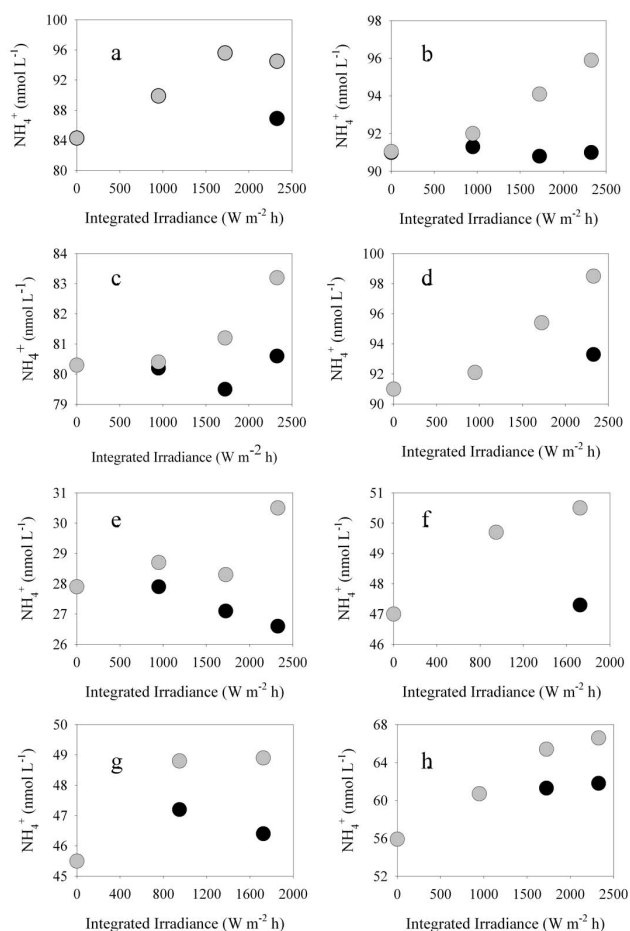 100
96
92
88
84
80
NH₄⁺ (nmol L⁻¹)
a
0 500 1000 1500 2000 2500
Integrated Irradiance (W m⁻² h)
98
96
94
92
90
NH₄⁺ (nmol L⁻¹)
b
0 500 1000 1500 2000 2500
Integrated Irradiance (W m⁻² h)
84
83
82
81
80
79
NH₄⁺ (nmol L⁻¹)
c
0 500 1000 1500 2000 2500
Integrated Irradiance (W m⁻² h)
100
98
96
94
92
90
NH₄⁺ (nmol L⁻¹)
d
0 500 1000 1500 2000 2500
Integrated Irradiance (W m⁻² h)
31
30
29
28
27
26
NH₄⁺ (nmol L⁻¹)
e
0 500 1000 1500 2000 2500
Integrated Irradiance (W m⁻² h)
51
50
49
48
47
46
NH₄⁺ (nmol L⁻¹)
f
0 400 800 1200 1600 2000
Integrated Irradiance (W m⁻² h)
50
49
48
47
46
45
NH₄⁺ (nmol L⁻¹)
g
0 400 800 1200 1600 2000
Integrated Irradiance (W m⁻² h)
68
64
60
56
52
NH₄⁺ (nmol L⁻¹)
h
0 500 1000 1500 2000 2500
Integrated Irradiance (W m⁻² h)